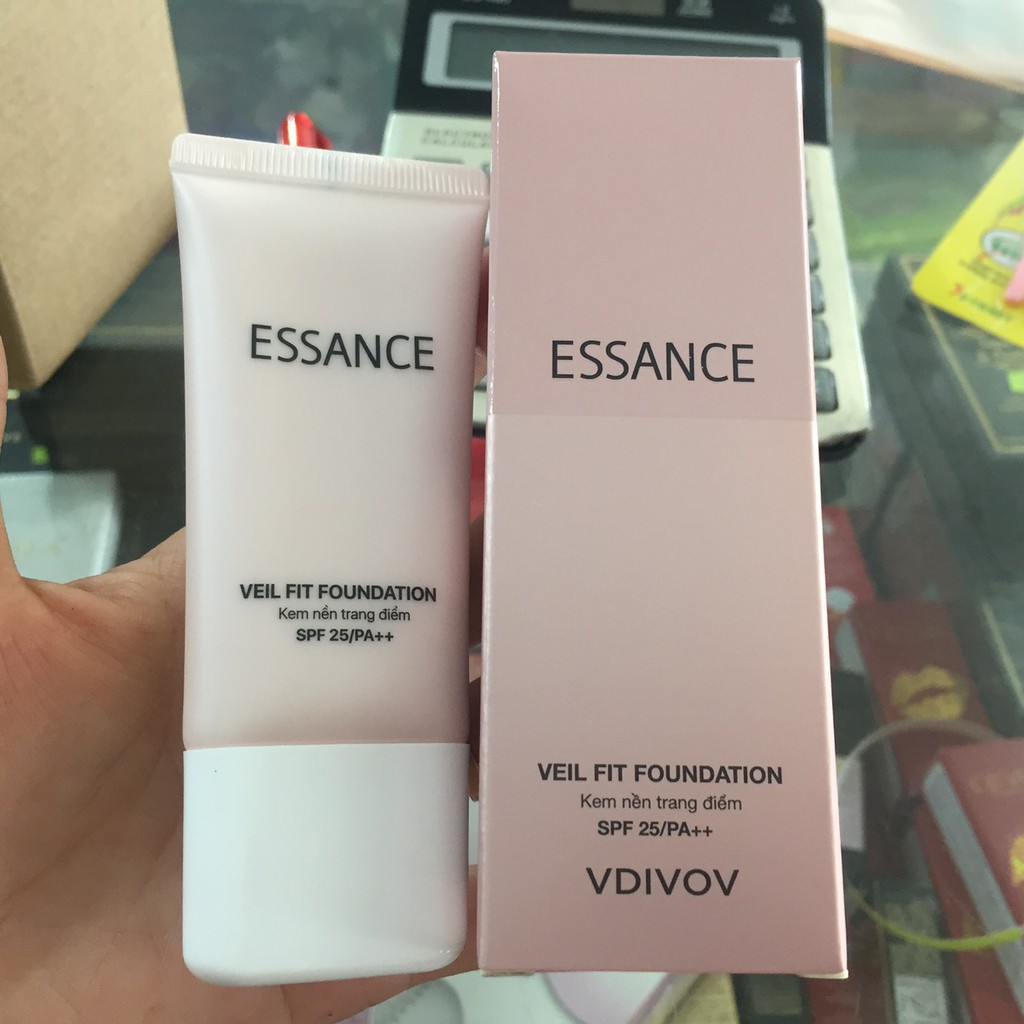 ESSANCE
VEIL FIT FOUNDATION
Kem nền trang điểm
SPF 25/PA++
ESSANCE
VEIL FIT FOUNDATION
Kem nền trang điểm
SPF 25/PA++
VDIVOV